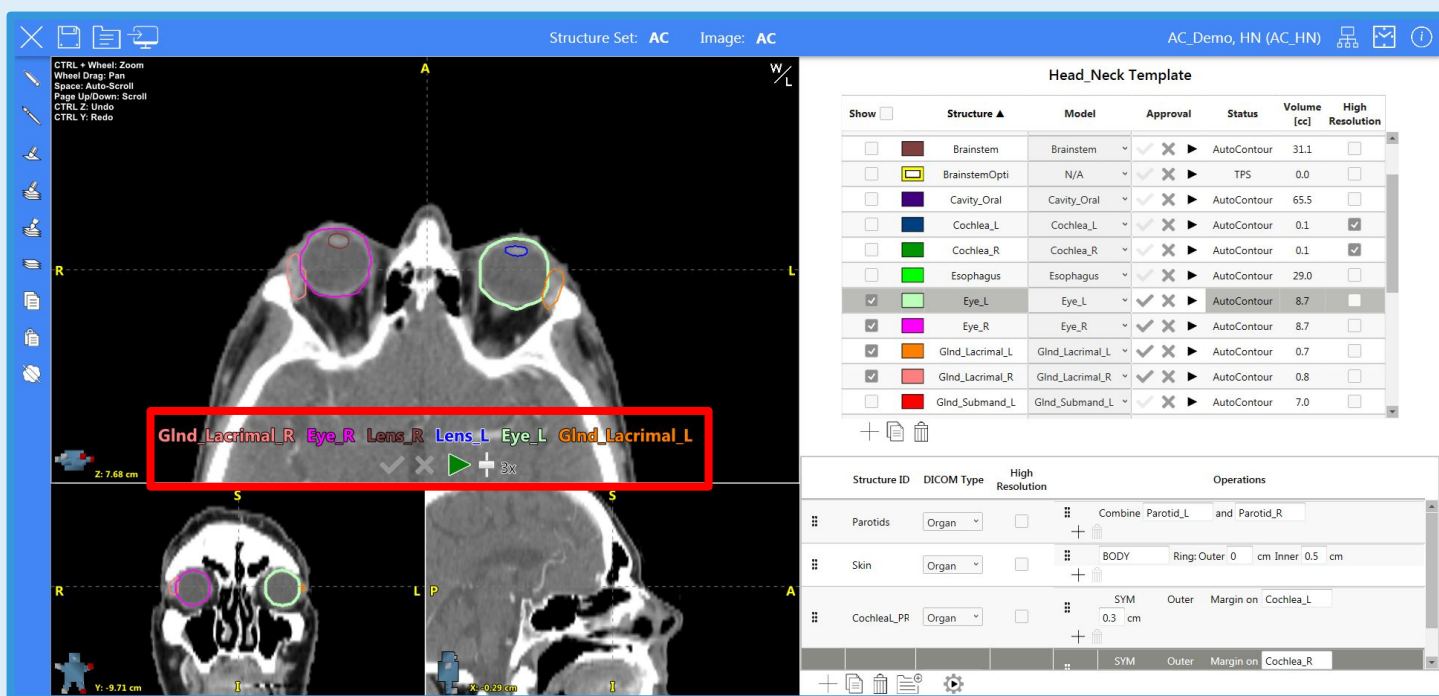 Structure Set: AC Image: AC AC_Demo, HN (AC_HN)
CTRL + Wheel: Zoom
Wheel Drag: Pan
Space: Auto-Scroll
Page Up/Down: Scroll
CTRL Z: Undo
CTRL Y: Redo
A
W/L
R
L
Glnd_Lacrimal_R Eye_R Lens_R Lens_L Eye_L Glnd_Lacrimal_L
3x
Z: 7.68 cm
S
R
L
I
Y: -9.71 cm
S
P
A
I
X: -0.29 cm
Head_Neck Template
Show Structure ▲ Model Approval Status Volume [cc] High Resolution
Brainstem Brainstem AutoContour 31.1
BrainstemOpti N/A TPS 0.0
Cavity_Oral Cavity_Oral AutoContour 65.5
Cochlea_L Cochlea_L AutoContour 0.1
Cochlea_R Cochlea_R AutoContour 0.1
Esophagus Esophagus AutoContour 29.0
Eye_L Eye_L AutoContour 8.7
Eye_R Eye_R AutoContour 8.7
Glnd_Lacrimal_L Glnd_Lacrimal_L AutoContour 0.7
Glnd_Lacrimal_R Glnd_Lacrimal_R AutoContour 0.8
Glnd_Submand_L Glnd_Submand_L AutoContour 7.0
Structure ID DICOM Type High Resolution Operations
Parotids Organ Combine Parotid_L and Parotid_R
Skin Organ BODY Ring: Outer 0 cm Inner 0.5 cm
CochleaL_PR Organ SYM Outer Margin on Cochlea_L
0.3 cm
SYM Outer Margin on Cochlea_R